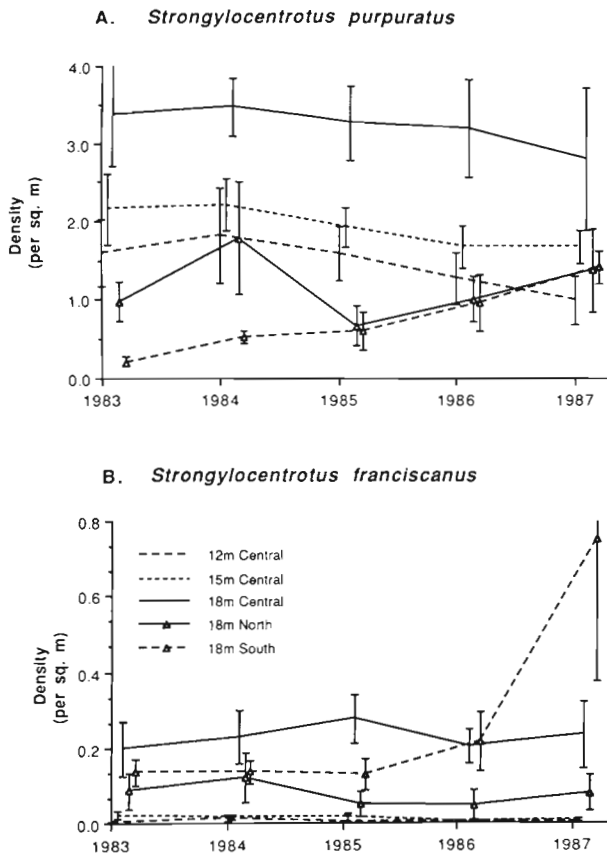 A. Strongylocentrotus purpuratus
4.0
3.0
2.0
1.0
0.0
Density
(per sq. m)
1983 1984 1985 1986 1987
B. Strongylocentrotus franciscanus
0.8
0.6
0.4
0.2
0.0
Density
(per sq. m)
12m Central
15m Central
18m Central
18m North
18m South
1983 1984 1985 1986 1987